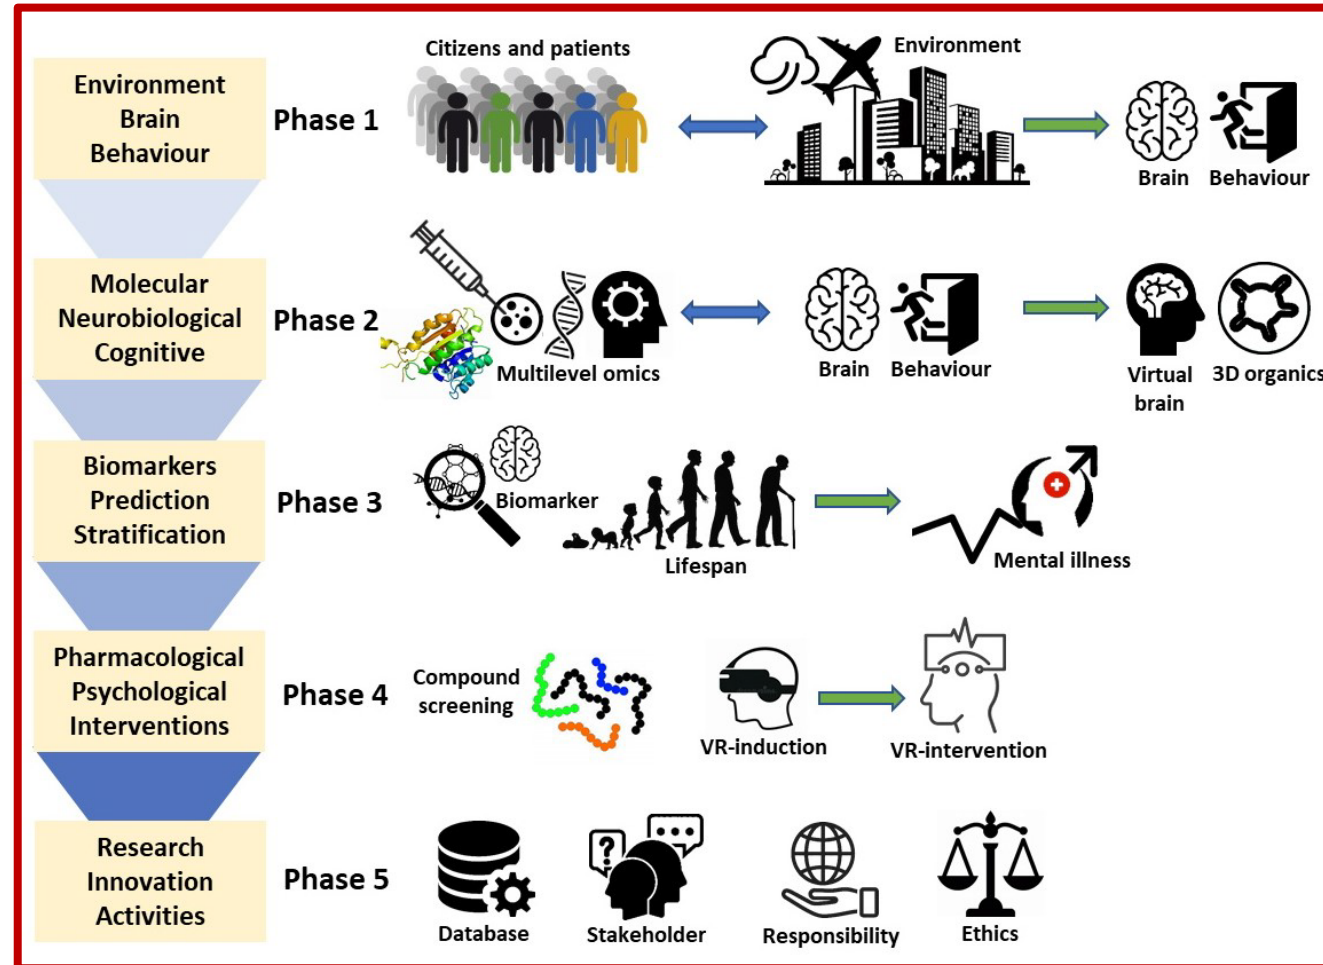 Environment
Brain
Behaviour
Phase 1
Citizens and patients
Environment
Brain
Behaviour
Molecular
Neurobiological
Cognitive
Phase 2
Multilevel omics
Brain
Behaviour
Virtual
brain
3D organics
Biomarkers
Prediction
Stratification
Phase 3
Biomarker
Lifespan
Mental illness
Pharmacological
Psychological
Interventions
Phase 4
Compound
screening
VR-induction
VR-intervention
Research
Innovation
Activities
Phase 5
Database
?
Stakeholder
Responsibility
Ethics